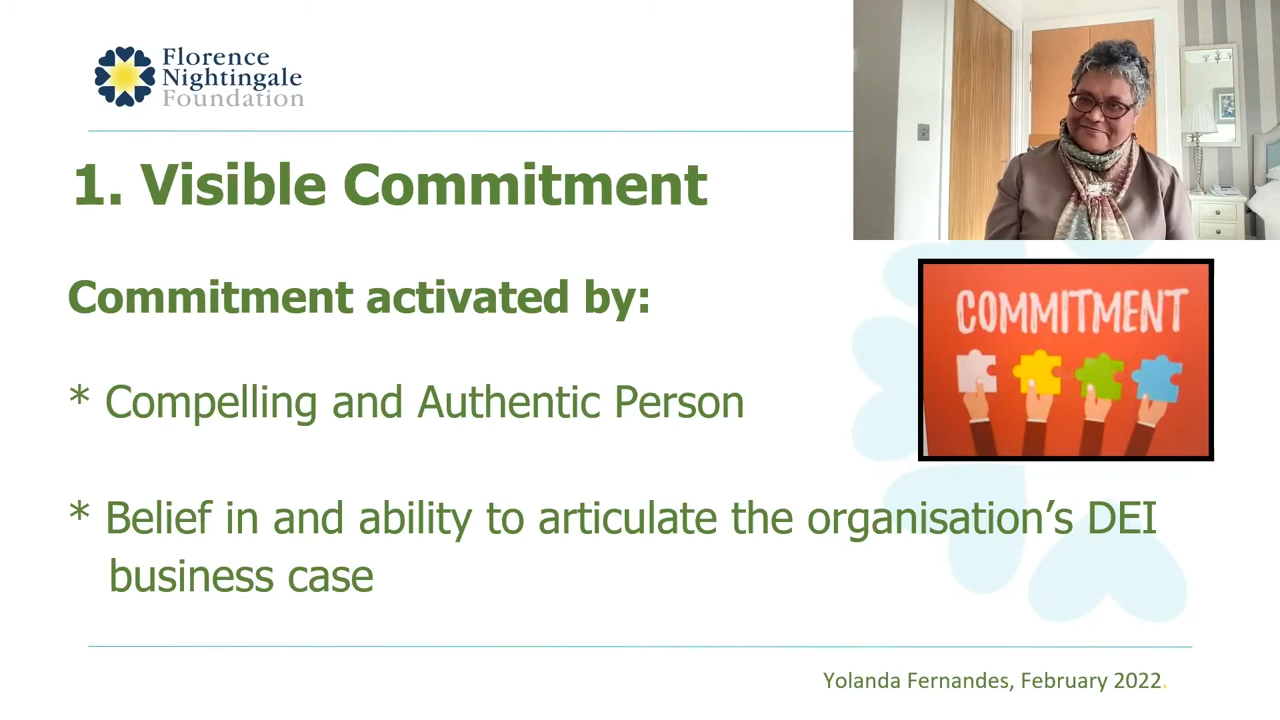 Florence
Nightingale
Foundation
1. Visible Commitment
Commitment activated by:
COMMITMENT
* Compelling and Authentic Person
* Belief in and ability to articulate the organisation’s DEI
business case
Yolanda Fernandes, February 2022.